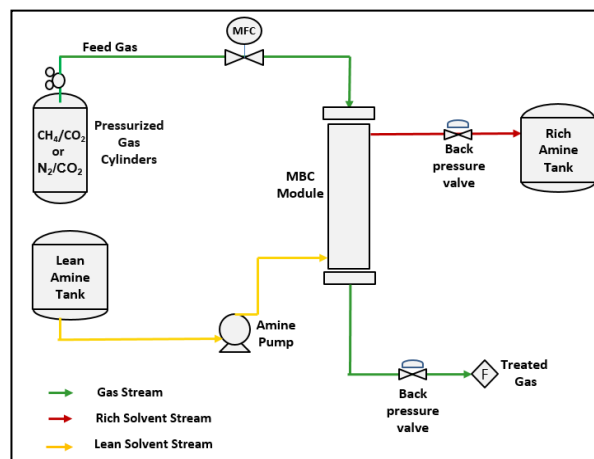 MFC
Feed Gas
CH₄/CO₂
or
N₂/CO₂
Pressurized
Gas
Cylinders
MBC
Module
Back
pressure
valve
Rich
Amine
Tank
Lean
Amine
Tank
Amine
Pump
Back
pressure
valve
F
Treated
Gas
Gas Stream
Rich Solvent Stream
Lean Solvent Stream